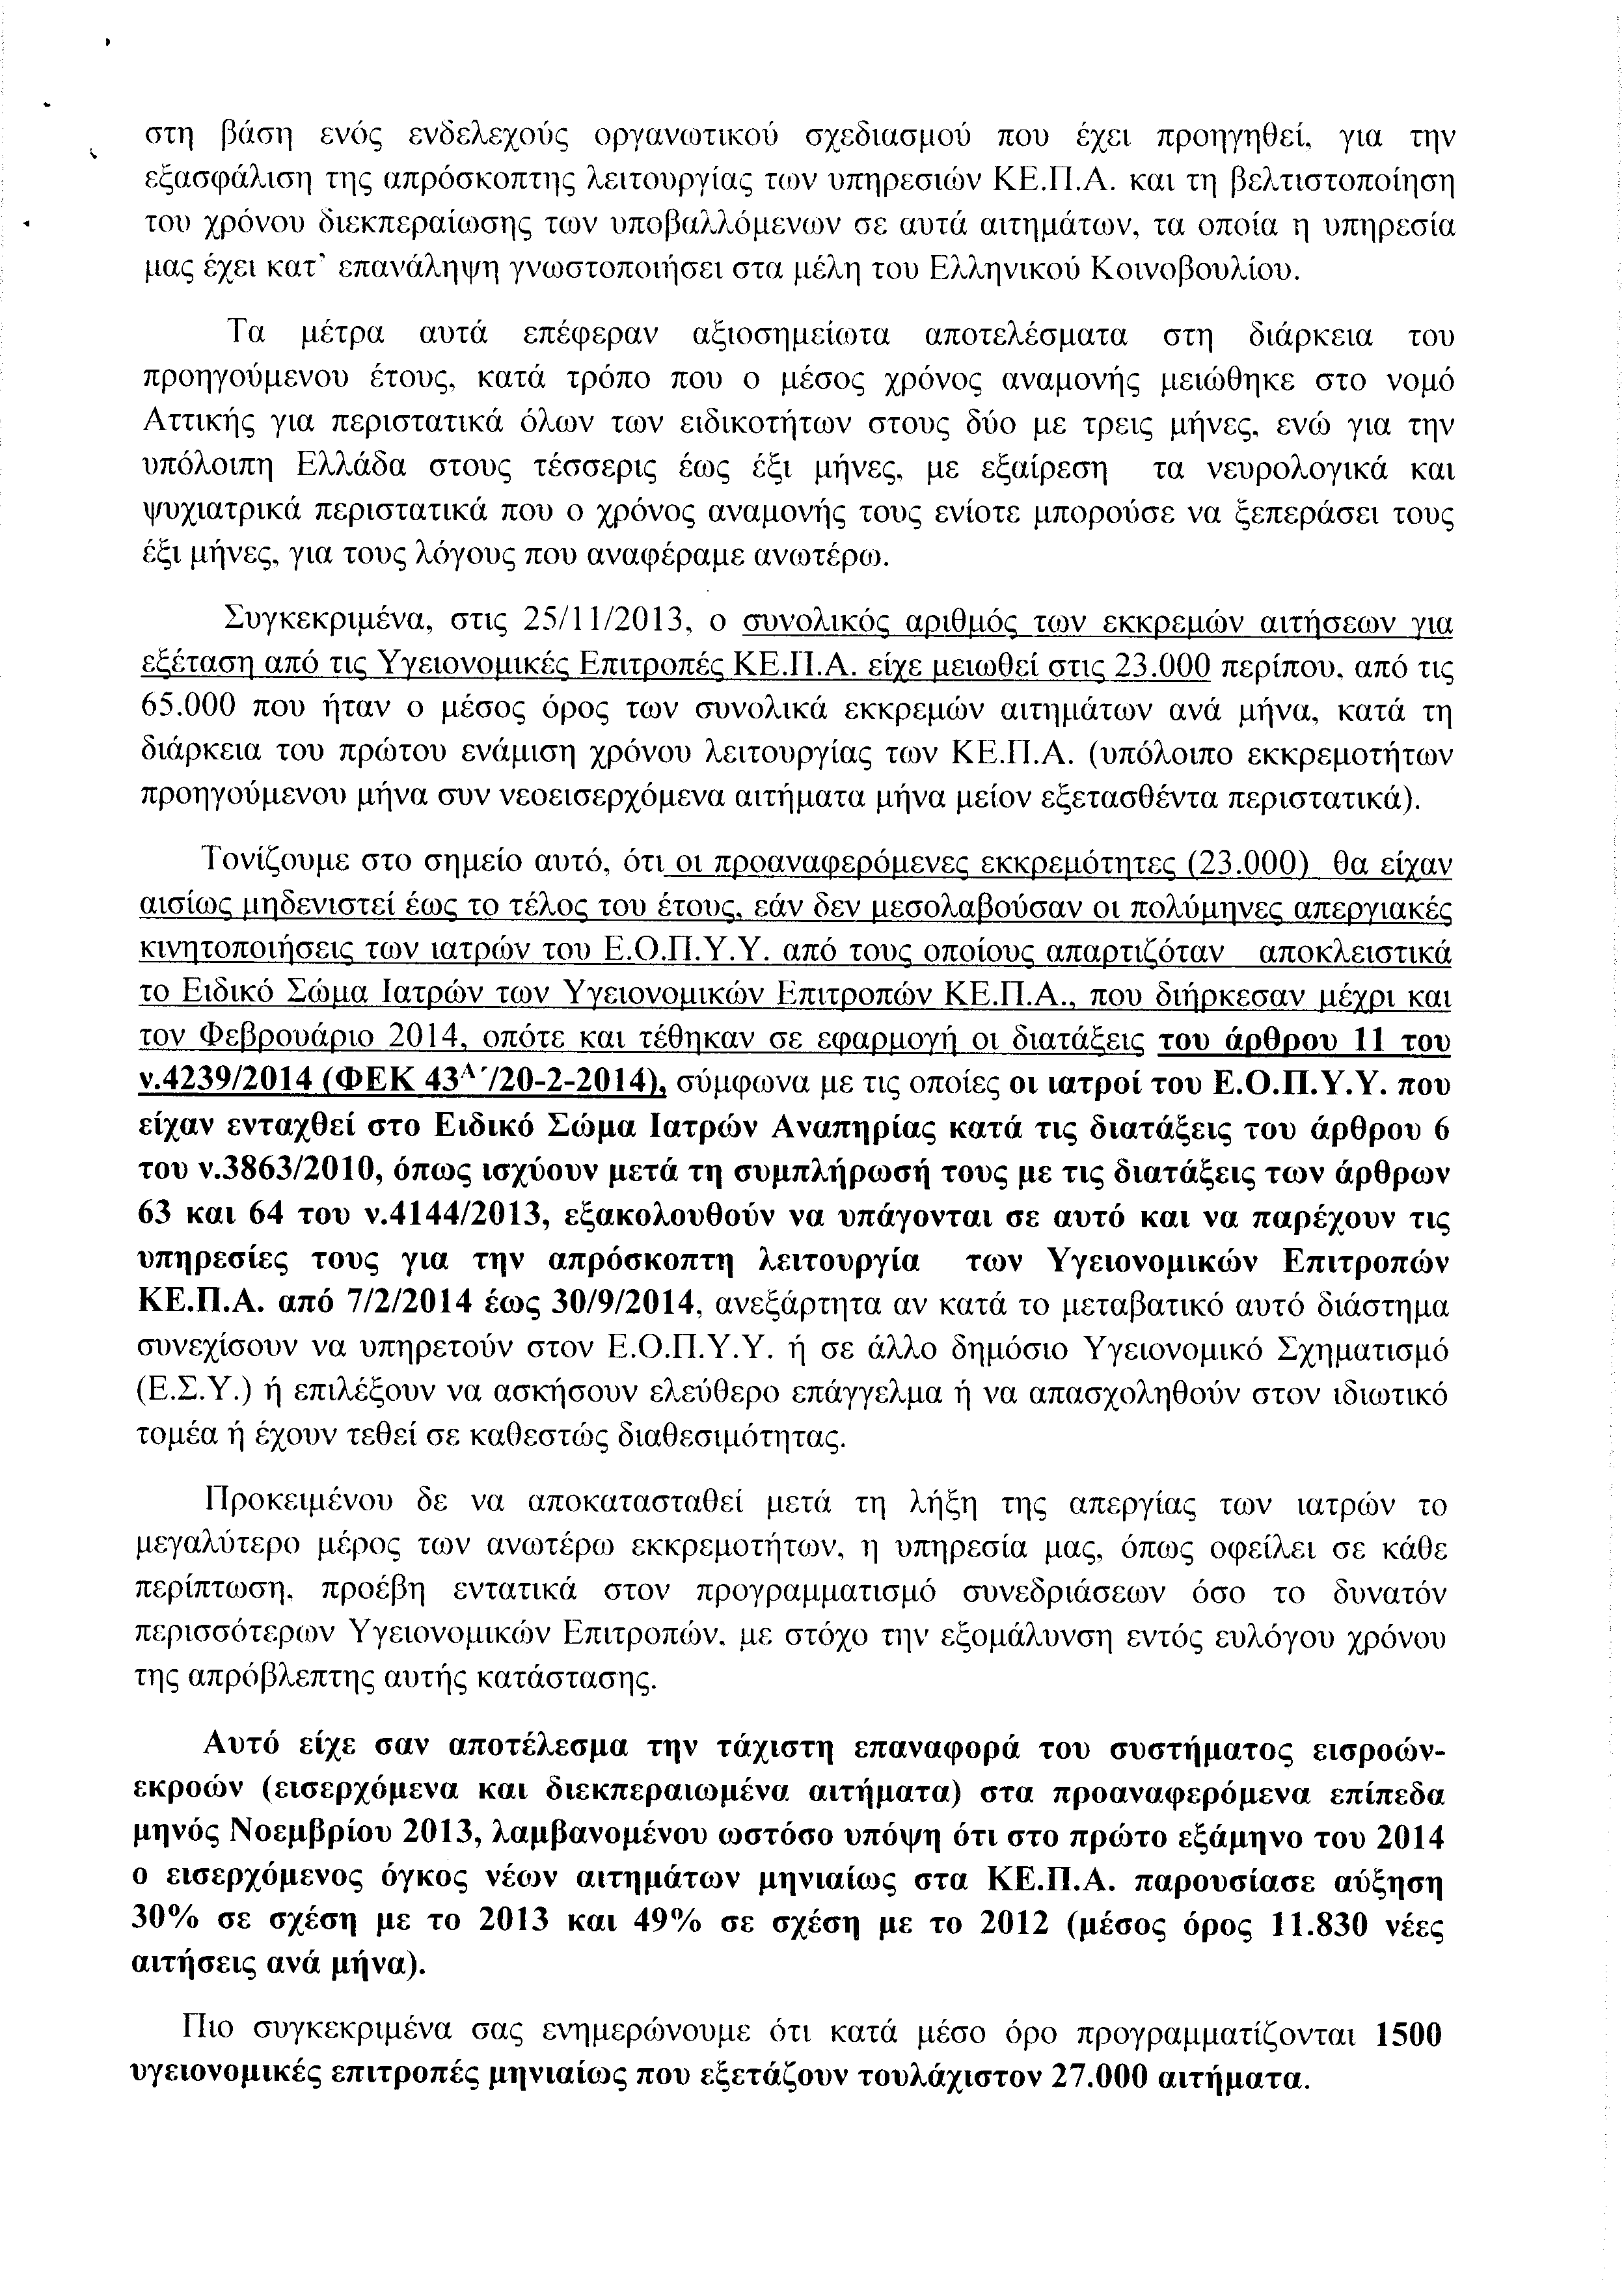 στη βάση ενός ενδελεχούς οργανωτικού σχεδιασμού που έχει προηγηθεί, για την
εξασφάλιση της απρόσκοπτης λειτουργίας των υπηρεσιών ΚΕ.Π.Α. και τη βελτιστοποίηση
του χρόνου διεκπεραίωσης των υποβαλλόμενων σε αυτά αιτημάτων, τα οποία η υπηρεσία
μας έχει κατ' επανάληψη γνωστοποιήσει στα μέλη του Ελληνικού Κοινοβουλίου.
Τα μέτρα αυτά επέφεραν αξιοσημείωτα αποτελέσματα στη διάρκεια του
προηγούμενου έτους, κατά τρόπο που ο μέσος χρόνος αναμονής μειώθηκε στο νομό
Αττικής για περιστατικά όλων των ειδικοτήτων στους δύο με τρεις μήνες, ενώ για την
υπόλοιπη Ελλάδα στους τέσσερις έως έξι μήνες, με εξαίρεση τα νευρολογικά και
ψυχιατρικά περιστατικά που ο χρόνος αναμονής τους ενίοτε μπορούσε να ξεπεράσει τους
έξι μήνες, για τους λόγους που αναφέραμε ανωτέρω.
Συγκεκριμένα, στις 25/11/2013, ο συνολικός αριθμός των εκκρεμών αιτήσεων για
εξέταση από τις Υγειονομικές Επιτροπές ΚΕ.Π.Α. είχε μειωθεί στις 23.000 περίπου, από τις
65.000 που ήταν ο μέσος όρος των συνολικά εκκρεμών αιτημάτων ανά μήνα, κατά τη
διάρκεια του πρώτου ενάμιση χρόνου λειτουργίας των ΚΕ.Π.Α. (υπόλοιπο εκκρεμοτήτων
προηγούμενου μήνα συν νεοεισερχόμενα αιτήματα μήνα μείον εξετασθέντα περιστατικά).
Τονίζουμε στο σημείο αυτό, ότι οι προαναφερόμενες εκκρεμότητες (23.000) θα είχαν
αισίως μηδενιστεί έως το τέλος του έτους, εάν δεν μεσολαβούσαν οι πολύμηνες απεργιακές
κινητοποιήσεις των ιατρών του Ε.Ο.Π.Υ.Υ. από τους οποίους απαρτιζόταν αποκλειστικά
το Ειδικό Σώμα Ιατρών των Υγειονομικών Επιτροπών ΚΕ.Π.Α., που διήρκεσαν μέχρι και
τον Φεβρουάριο 2014, οπότε και τέθηκαν σε εφαρμογή οι διατάξεις του άρθρου 11 του
ν.4239/2014 (ΦΕΚ 43Α΄/20-2-2014), σύμφωνα με τις οποίες οι ιατροί του Ε.Ο.Π.Υ.Υ. που
είχαν ενταχθεί στο Ειδικό Σώμα Ιατρών Αναπηρίας κατά τις διατάξεις του άρθρου 6
του ν.3863/2010, όπως ισχύουν μετά τη συμπλήρωσή τους με τις διατάξεις των άρθρων
63 και 64 του ν.4144/2013, εξακολουθούν να υπάγονται σε αυτό και να παρέχουν τις
υπηρεσίες τους για την απρόσκοπτη λειτουργία των Υγειονομικών Επιτροπών
ΚΕ.Π.Α. από 7/2/2014 έως 30/9/2014, ανεξάρτητα αν κατά το μεταβατικό αυτό διάστημα
συνεχίσουν να υπηρετούν στον Ε.Ο.Π.Υ.Υ. ή σε άλλο δημόσιο Υγειονομικό Σχηματισμό
(Ε.Σ.Υ.) ή επιλέξουν να ασκήσουν ελεύθερο επάγγελμα ή να απασχοληθούν στον ιδιωτικό
τομέα ή έχουν τεθεί σε καθεστώς διαθεσιμότητας.
Προκειμένου δε να αποκατασταθεί μετά τη λήξη της απεργίας των ιατρών το
μεγαλύτερο μέρος των ανωτέρω εκκρεμοτήτων, η υπηρεσία μας, όπως οφείλει σε κάθε
περίπτωση, προέβη εντατικά στον προγραμματισμό συνεδριάσεων όσο το δυνατόν
περισσότερων Υγειονομικών Επιτροπών, με στόχο την εξομάλυνση εντός ευλόγου χρόνου
της απρόβλεπτης αυτής κατάστασης.
Αυτό είχε σαν αποτέλεσμα την τάχιστη επαναφορά του συστήματος εισροών-
εκροών (εισερχόμενα και διεκπεραιωμένα αιτήματα) στα προαναφερόμενα επίπεδα
μηνός Νοεμβρίου 2013, λαμβανομένου ωστόσο υπόψη ότι στο πρώτο εξάμηνο του 2014
ο εισερχόμενος όγκος νέων αιτημάτων μηνιαίως στα ΚΕ.Π.Α. παρουσίασε αύξηση
30% σε σχέση με το 2013 και 49% σε σχέση με το 2012 (μέσος όρος 11.830 νέες
αιτήσεις ανά μήνα).
Πιο συγκεκριμένα σας ενημερώνουμε ότι κατά μέσο όρο προγραμματίζονται 1500
υγειονομικές επιτροπές μηνιαίως που εξετάζουν τουλάχιστον 27.000 αιτήματα.